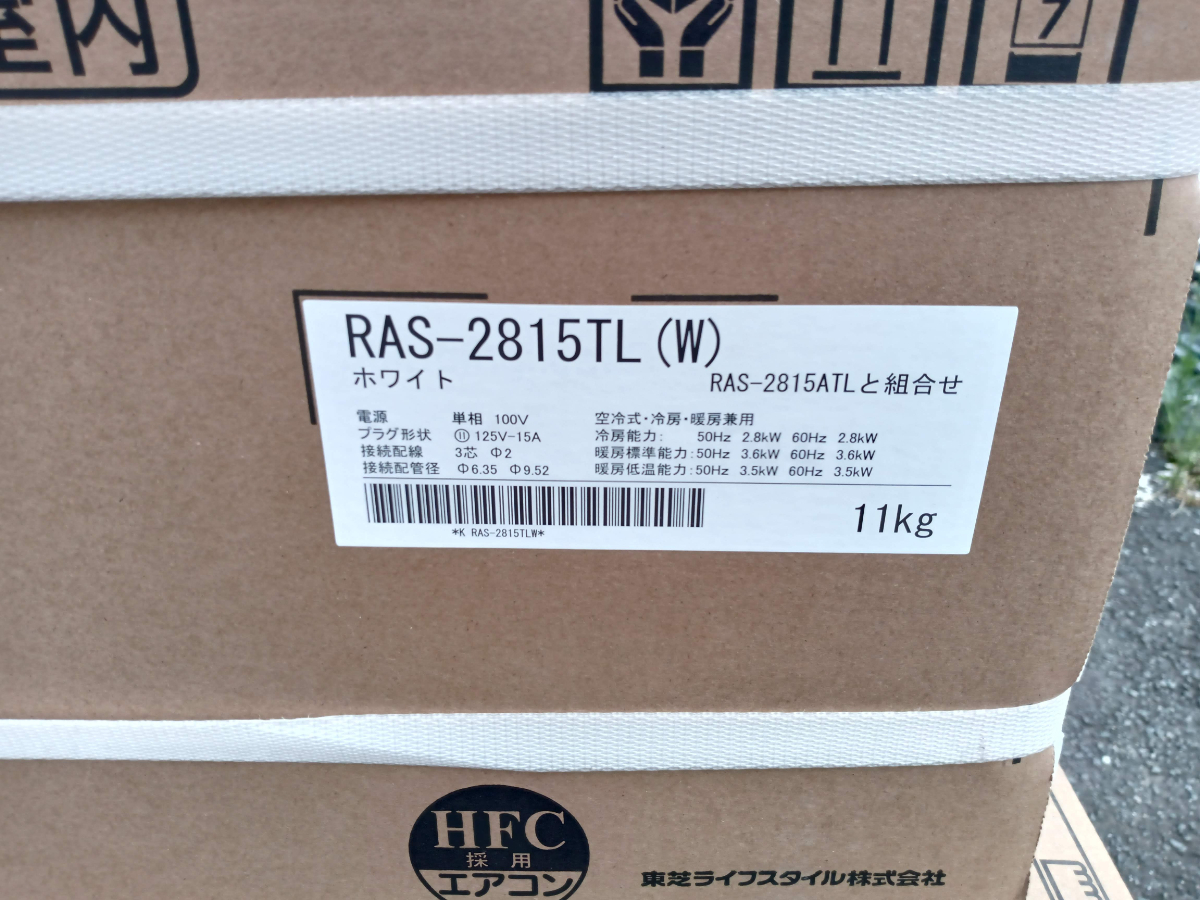 室内
7
RAS-2815TL(W)
ホワイト
RAS-2815ATLと組合せ
電源 単相 100V
プラグ形状 125V-15A
接続配線 3芯 Φ2
接続配管径 Φ6.35 Φ9.52
空冷式・冷房・暖房兼用
冷房能力: 50Hz 2.8kW 60Hz 2.8kW
暖房標準能力:50Hz 3.6kW 60Hz 3.6kW
暖房低温能力:50Hz 3.5kW 60Hz 3.5kW
*K RAS-2815TLW*
11kg
HFC
採用
エアコン
東芝ライフスタイル株式会社